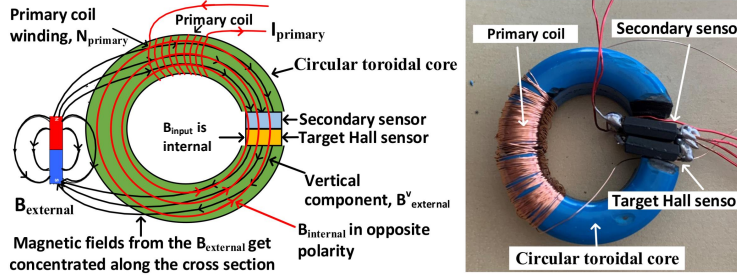 Primary coil
winding, Nprimary
Primary coil
Iprimary
Circular toroidal core
Secondary sensor
Target Hall sensor
Binput is
internal
Vertical
component, Bvexternal
Bexternal
Binternal in opposite
polarity
Magnetic fields from the Bexternal get
concentrated along the cross section
Primary coil
Secondary senso
Target Hall senso
Circular toroidal core